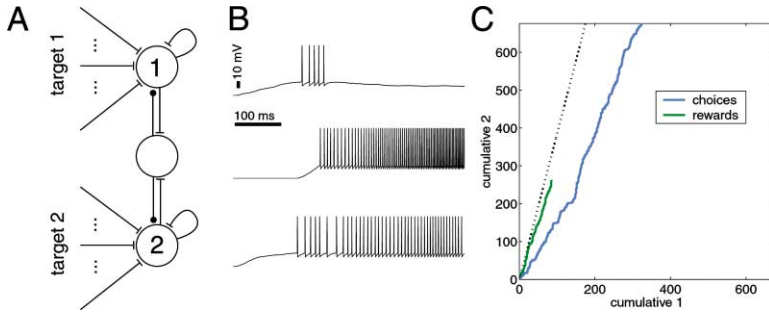 A
target 1
...
...
1
target 2
...
...
2
B
10 mV
100 ms
C
cumulative 2
600
500
400
300
200
100
0
choices
rewards
0
200
400
600
cumulative 1